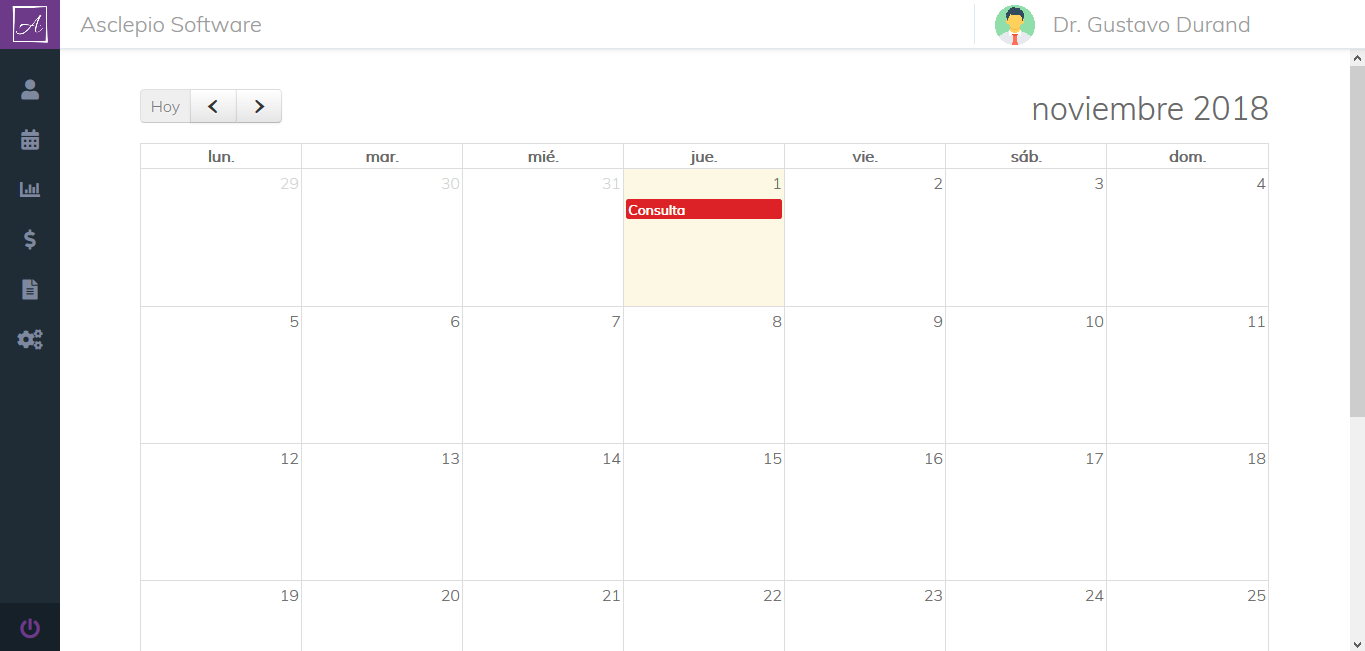 A
Asclepio Software
Dr. Gustavo Durand
Hoy
noviembre 2018
lun. mar. mié. jue. vie. sáb. dom.
29 30 31 1 2 3 4
Consulta
5 6 7 8 9 10 11
12 13 14 15 16 17 18
19 20 21 22 23 24 25